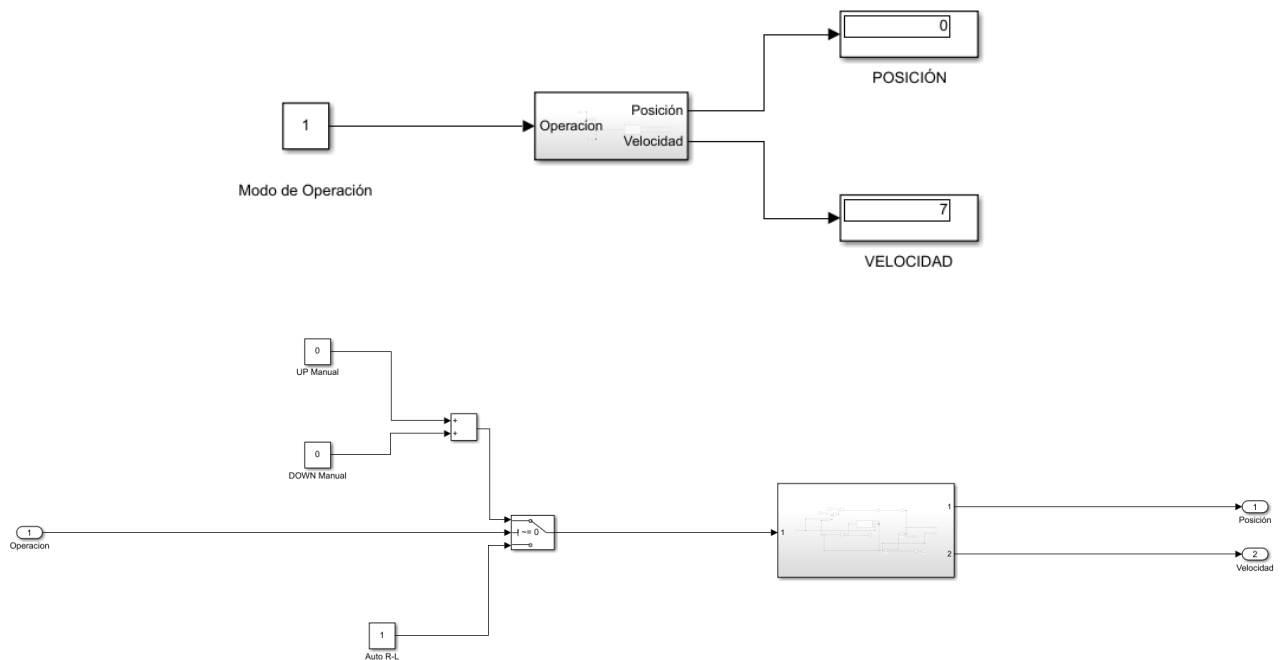 0
POSICIÓN
1
Operacion
Posición
Velocidad
Modo de Operación
7
VELOCIDAD
0
UP Manual
+
+
0
DOWN Manual
1
Operacion
~= 0
1
Auto R-L
1
1
2
1
Posición
2
Velocidad